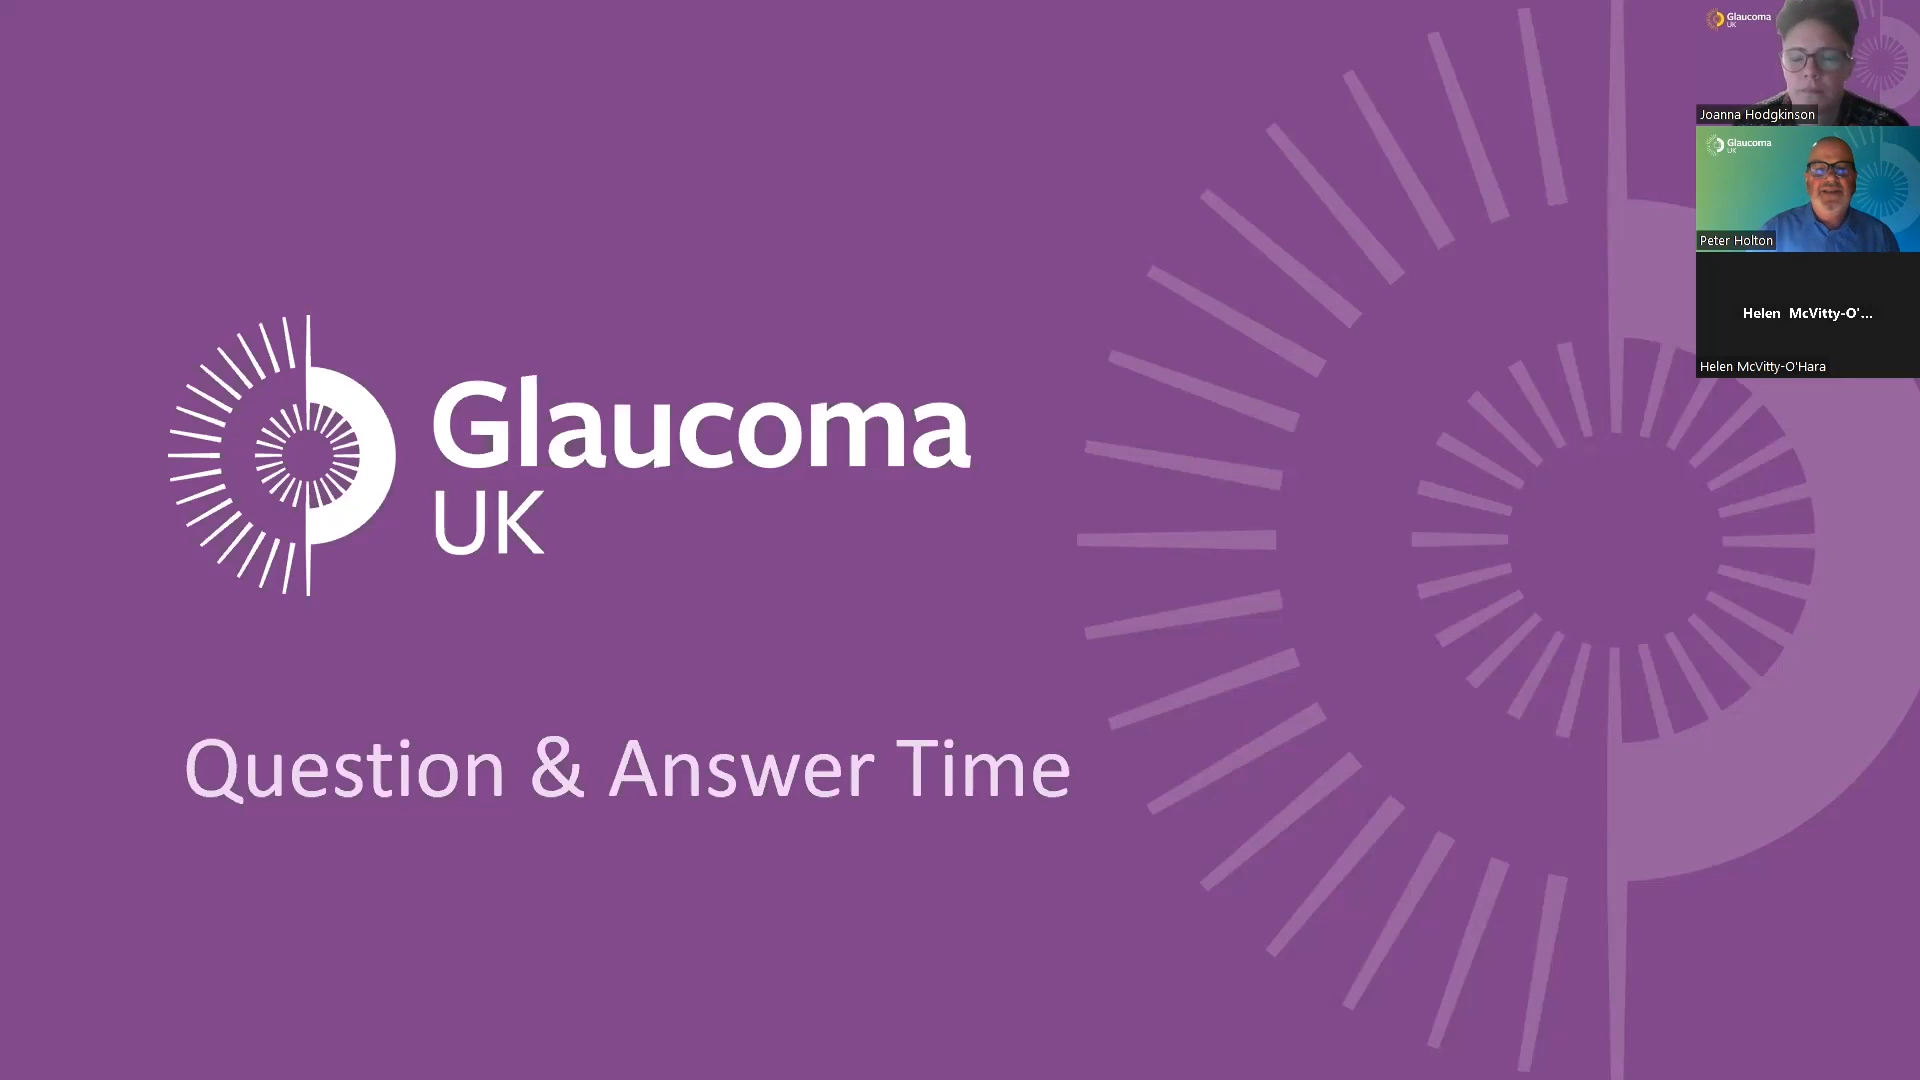 Glaucoma
UK
Question & Answer Time
Glaucoma
UK
Joanna Hodgkinson
Glaucoma
UK
Peter Holton
Helen McVitty-O'...
Helen McVitty-O'Hara